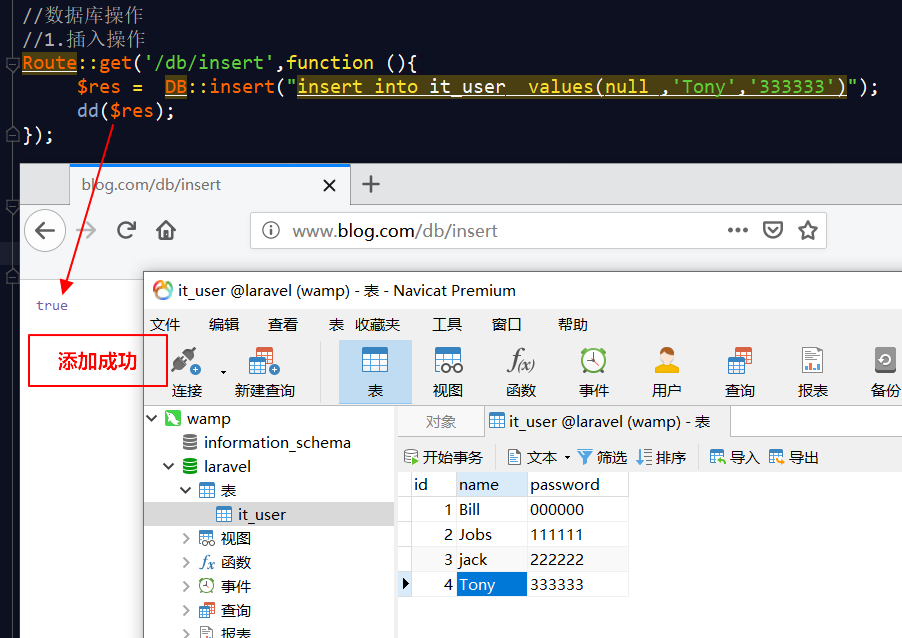 //数据库操作
//1.插入操作
Route::get('/db/insert',function (){
$res = DB::insert("insert into it_user values(null ,'Tony','333333')");
dd($res);
});
blog.com/db/insert
www.blog.com/db/insert
true
添加成功
it_user @laravel (wamp) - 表 - Navicat Premium
文件 编辑 查看 表 收藏夹 工具 窗口 帮助
连接 新建查询 表 视图 函数 事件 用户 查询 报表 备份
wamp
information_schema
laravel
表
it_user
视图
函数
事件
查询
报表
对象 it_user @laravel (wamp) - 表
开始事务 文本 筛选 排序 导入 导出
id name password
1 Bill 000000
2 Jobs 111111
3 jack 222222
4 Tony 333333